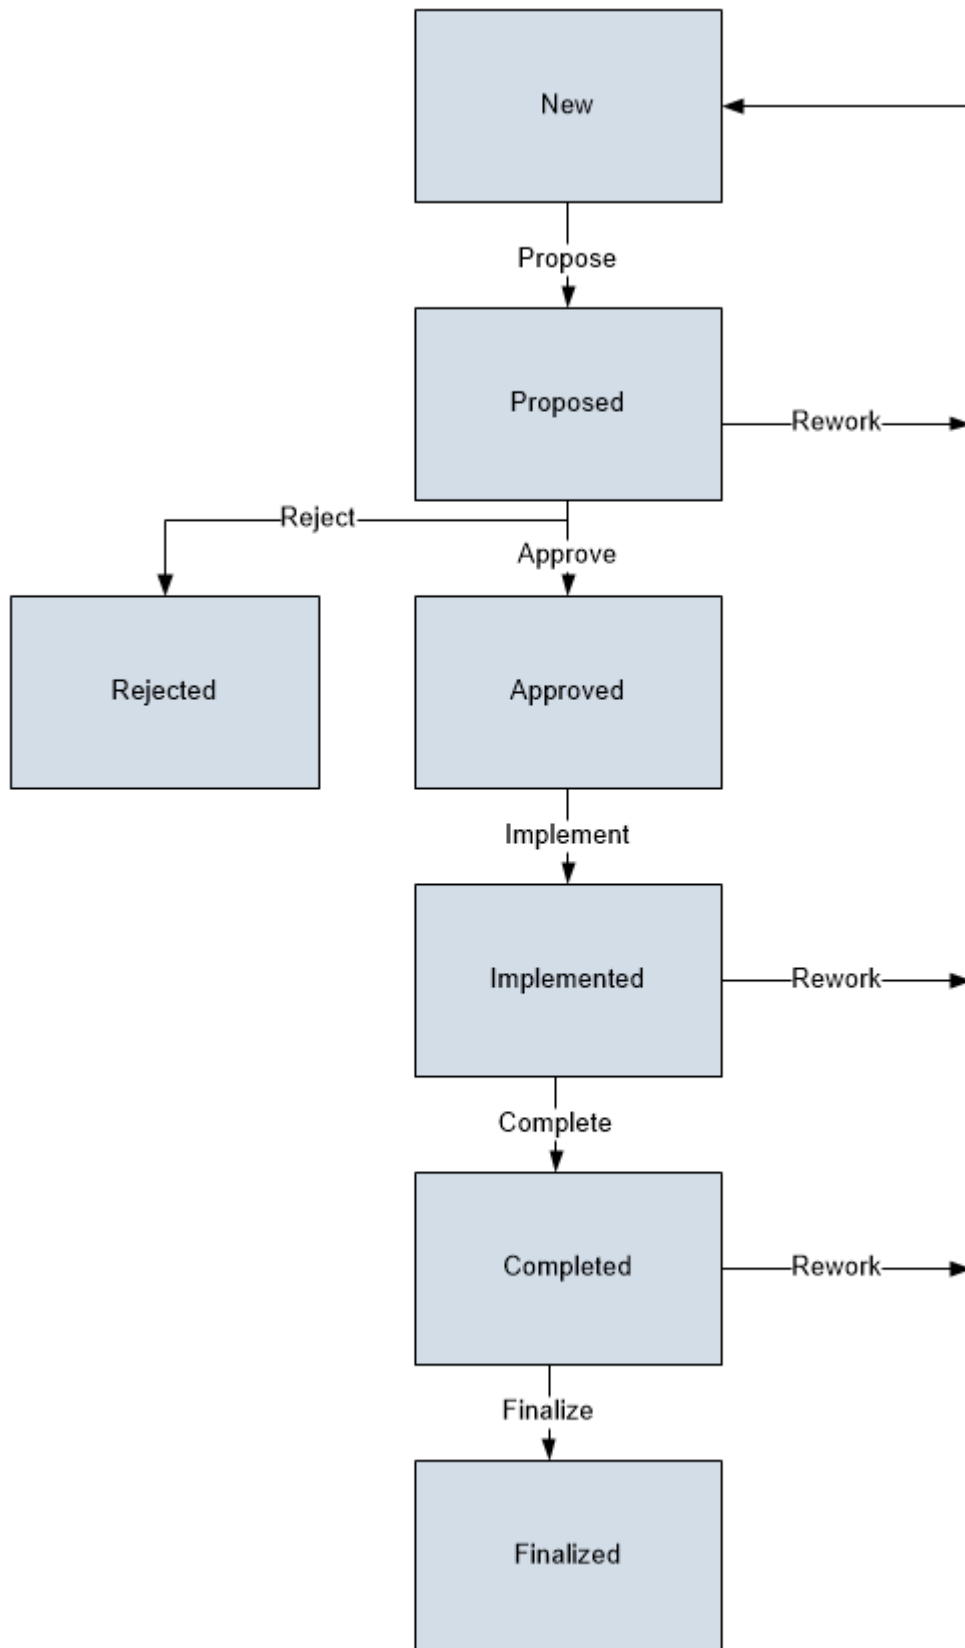 New
Propose
Proposed
Rework
Reject
Approve
Rejected
Approved
Implement
Implemented
Rework
Complete
Completed
Rework
Finalize
Finalized